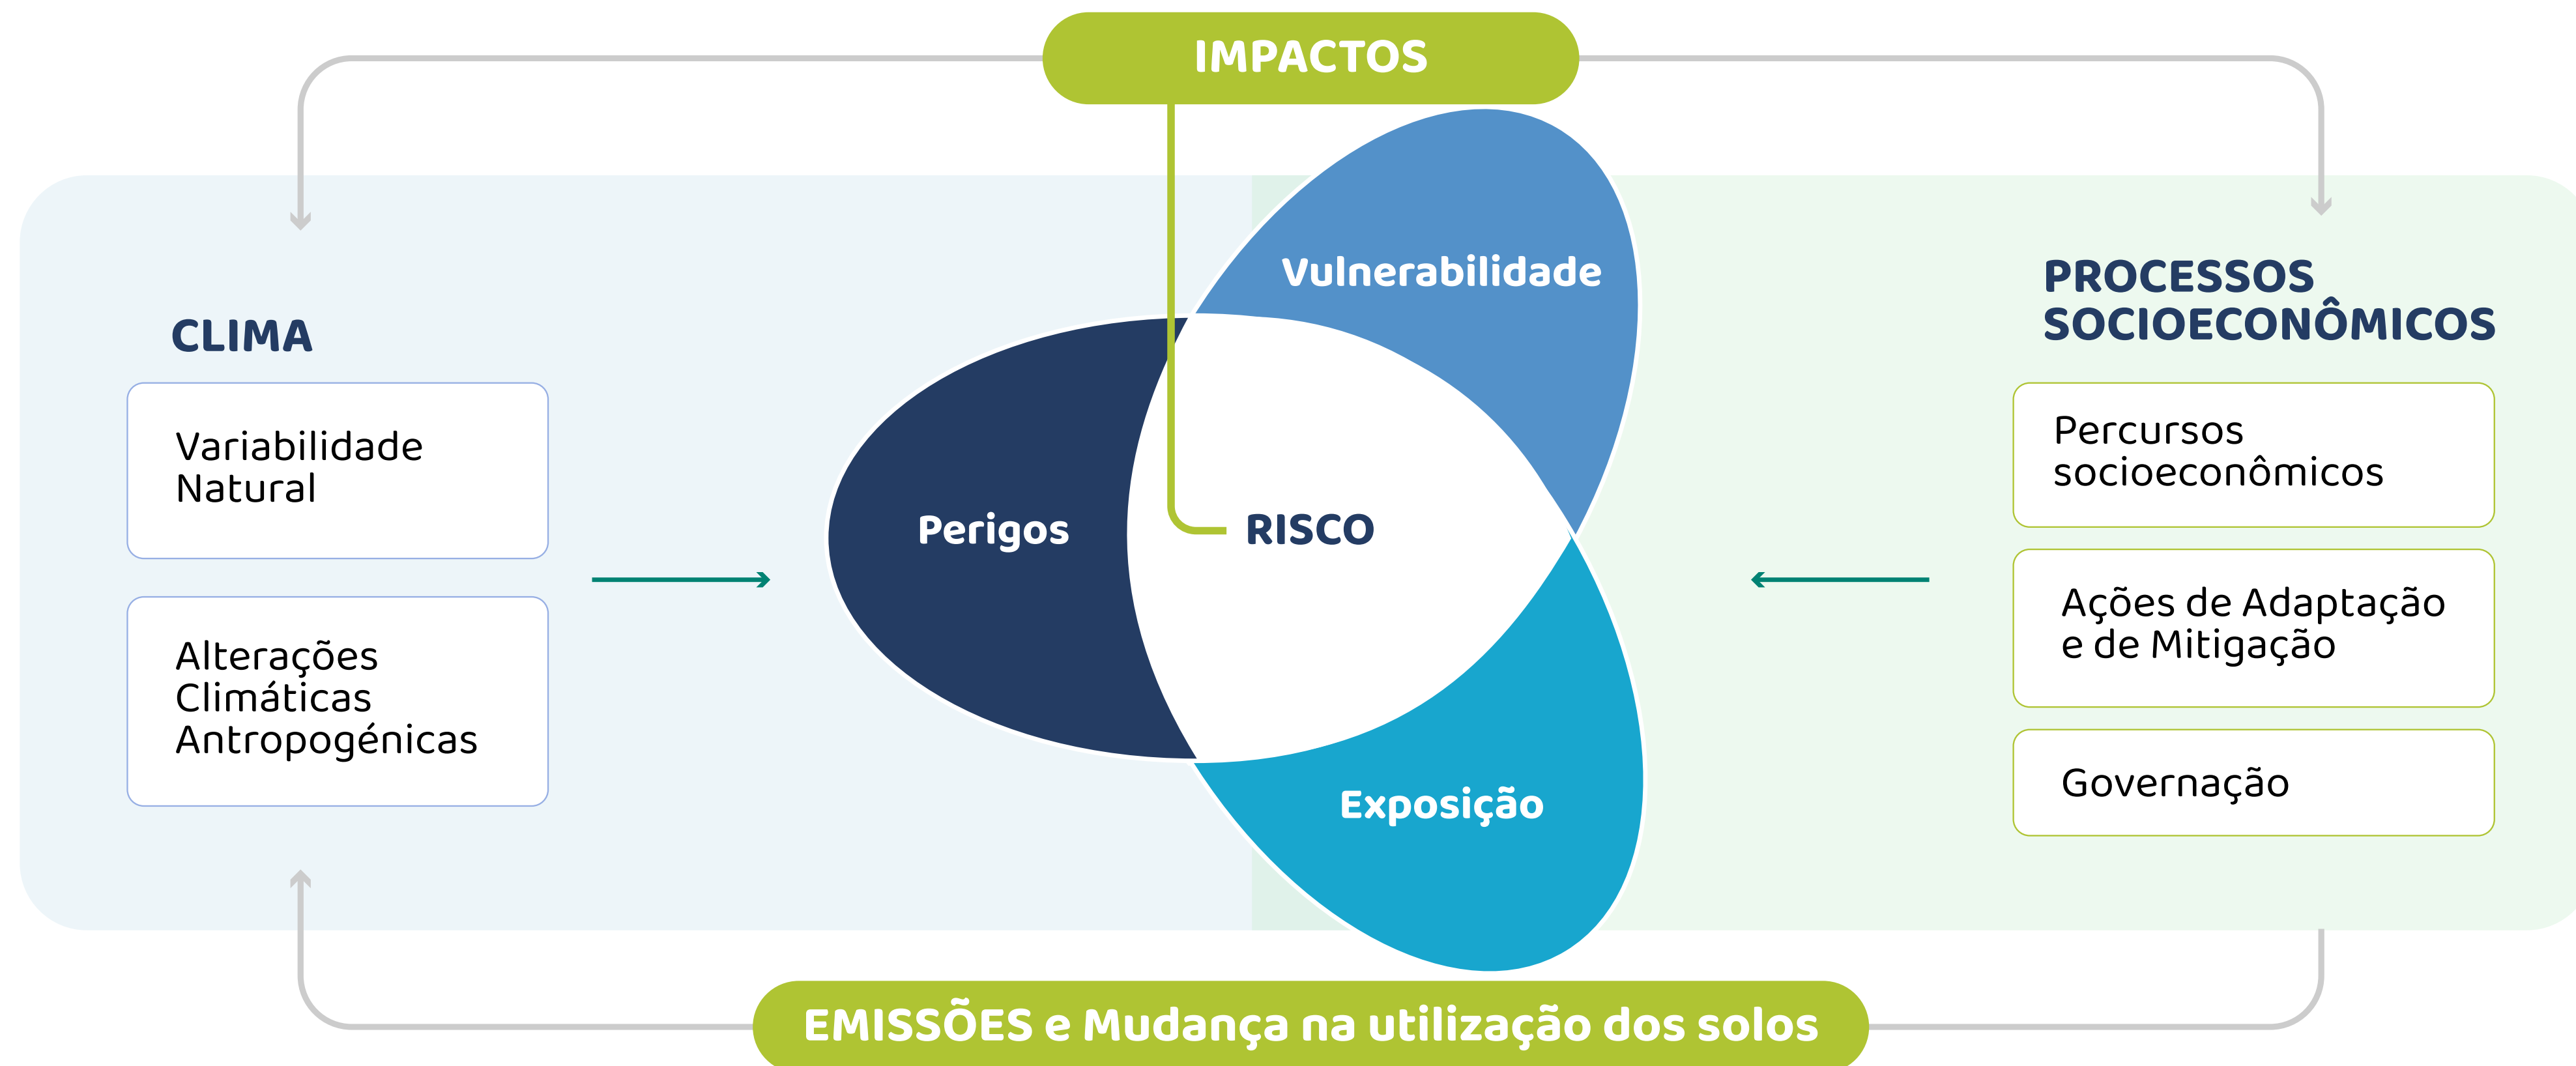 IMPACTOS
CLIMA
Variabilidade
Natural
Alterações
Climáticas
Antropogénicas
Vulnerabilidade
Perigos
RISCO
Exposição
PROCESSOS
SOCIOECONÔMICOS
Percursos
socioeconômicos
Ações de Adaptação
e de Mitigação
Governação
EMISSÕES e Mudança na utilização dos solos